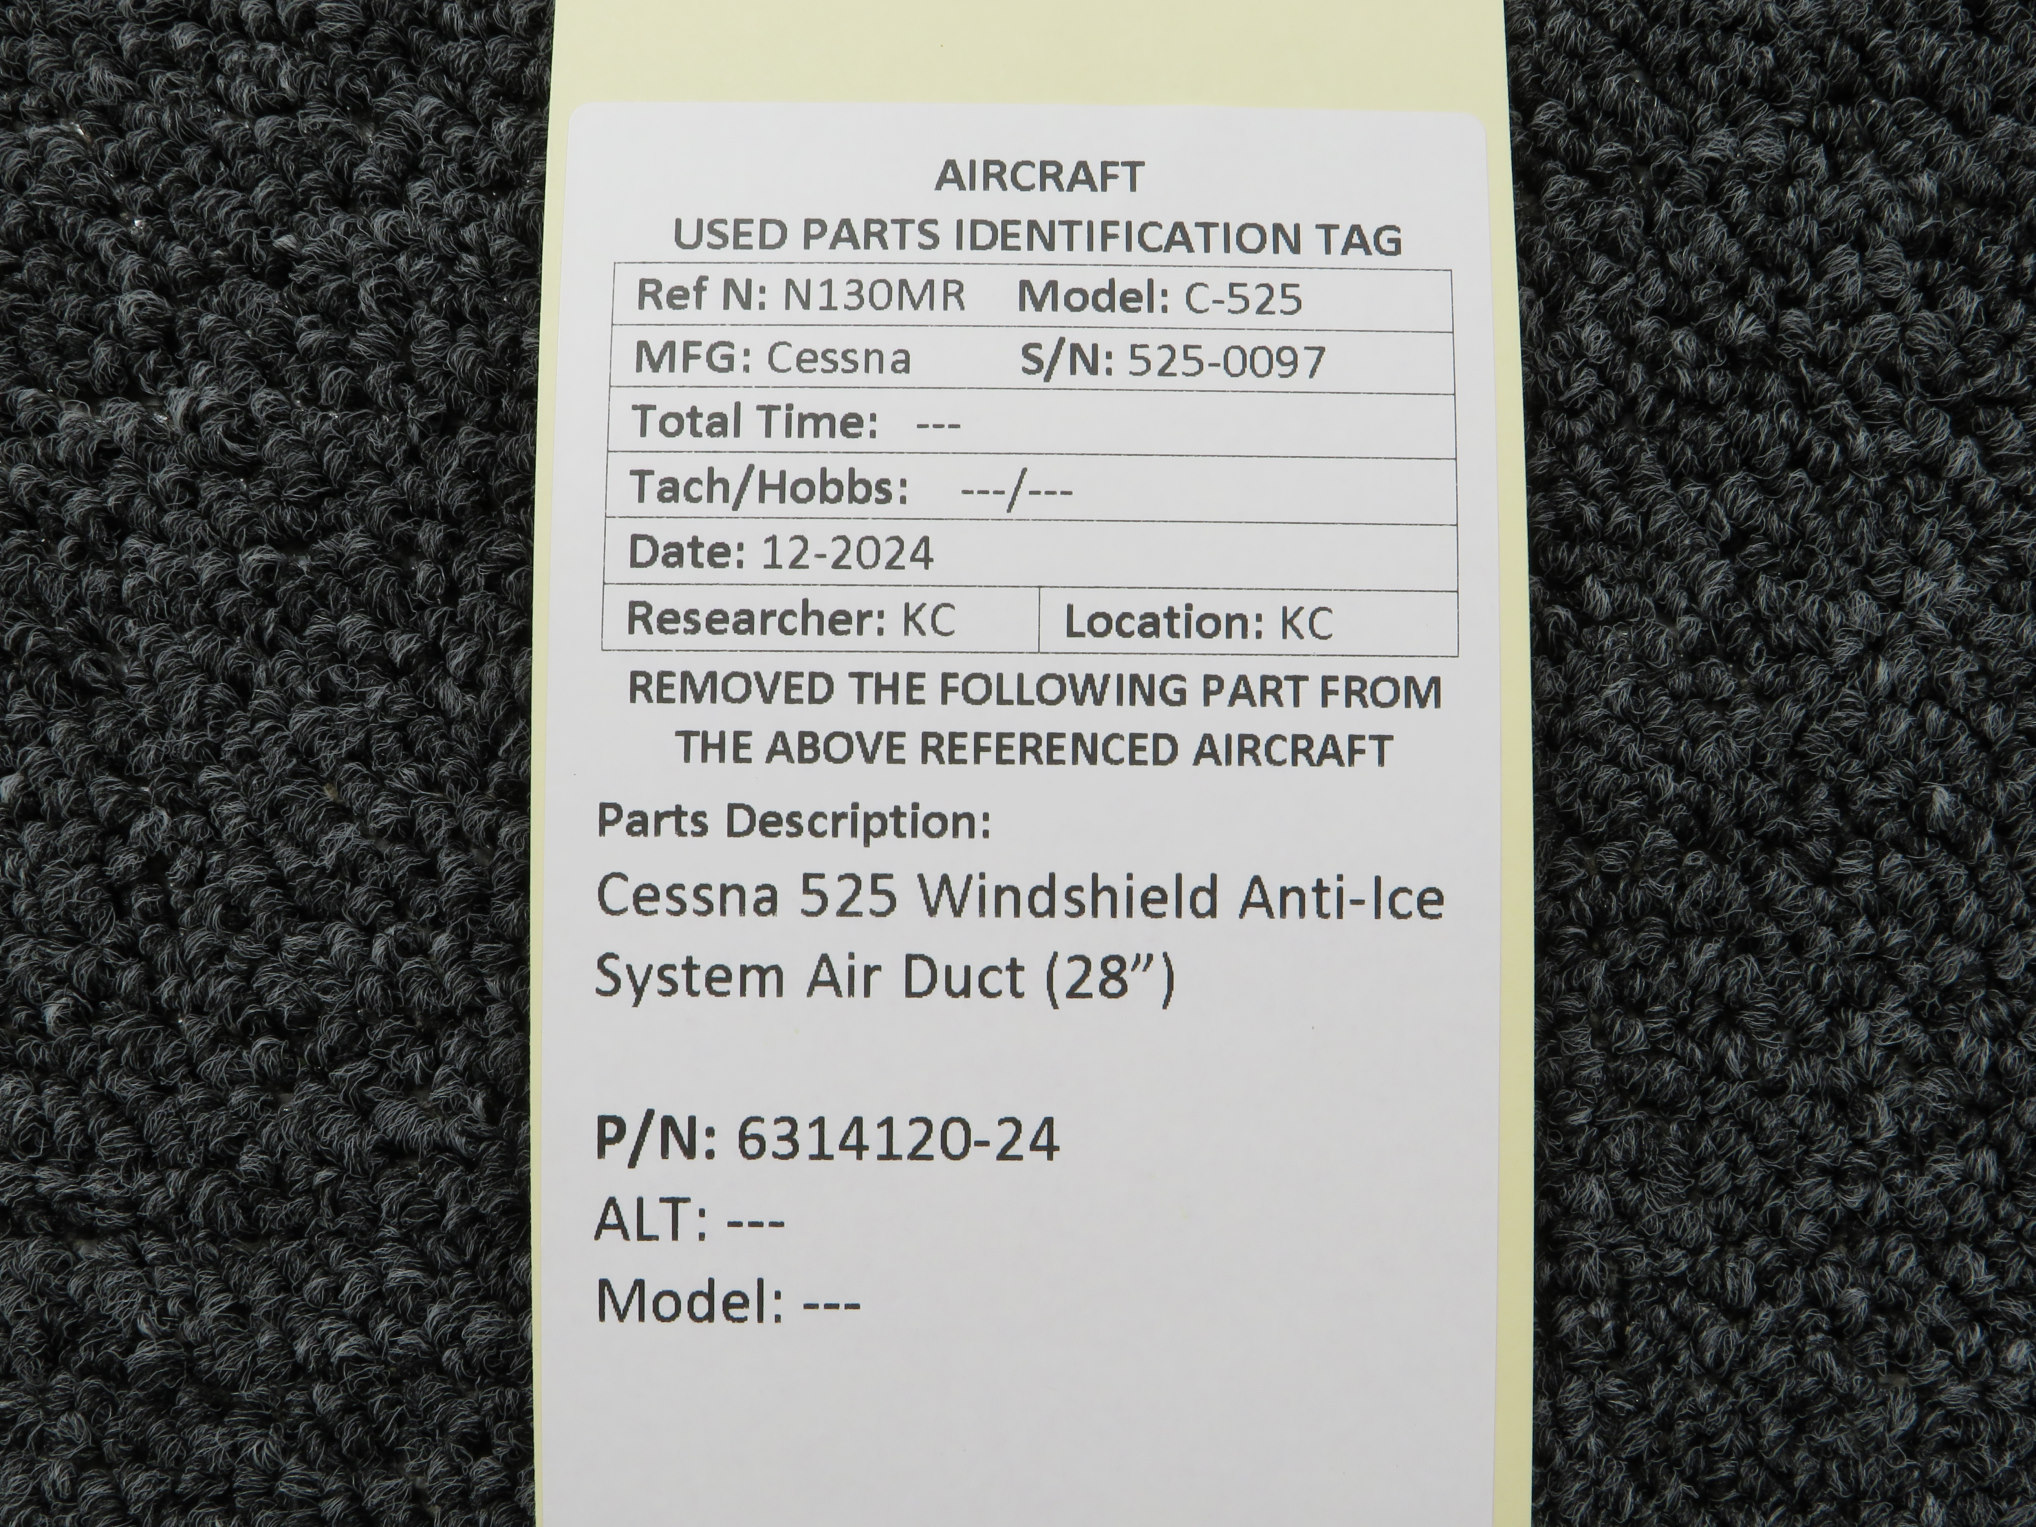 AIRCRAFT
USED PARTS IDENTIFICATION TAG
Ref N: N130MR Model: C-525
MFG: Cessna S/N: 525-0097
Total Time: ---
Tach/Hobbs: ---/---
Date: 12-2024
Researcher: KC Location: KC
REMOVED THE FOLLOWING PART FROM
THE ABOVE REFERENCED AIRCRAFT
Parts Description:
Cessna 525 Windshield Anti-Ice
System Air Duct (28”)
P/N: 6314120-24
ALT: ---
Model: ---